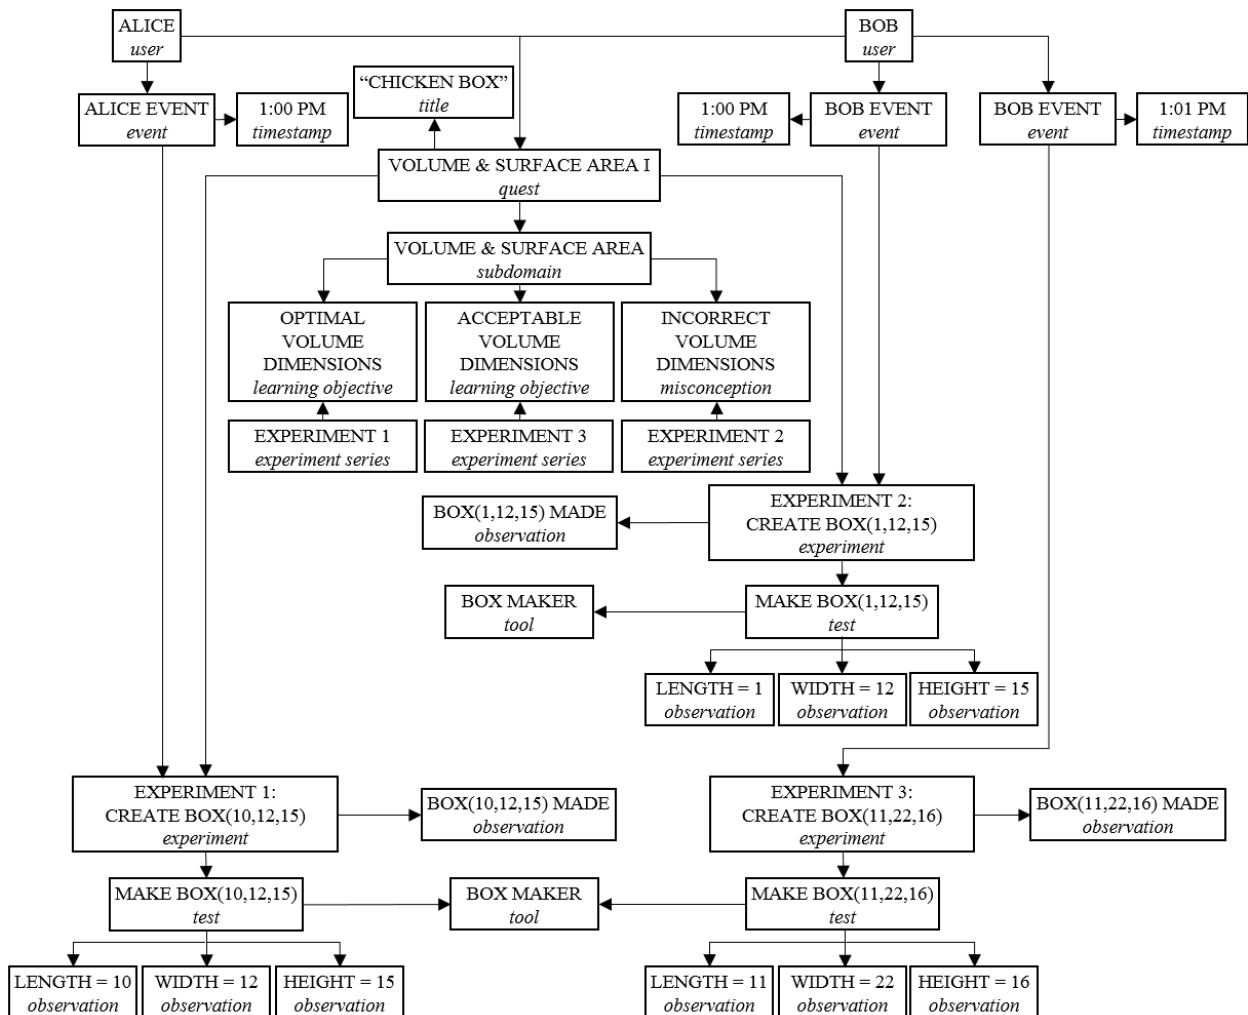 ALICE
user
BOB
user
"CHICKEN BOX"
title
ALICE EVENT
event
1:00 PM
timestamp
1:00 PM
timestamp
BOB EVENT
event
BOB EVENT
event
1:01 PM
timestamp
VOLUME & SURFACE AREA I
quest
VOLUME & SURFACE AREA
subdomain
OPTIMAL
VOLUME
DIMENSIONS
learning objective
ACCEPTABLE
VOLUME
DIMENSIONS
learning objective
INCORRECT
VOLUME
DIMENSIONS
misconception
EXPERIMENT 1
experiment series
EXPERIMENT 3
experiment series
EXPERIMENT 2
experiment series
BOX(1,12,15) MADE
observation
EXPERIMENT 2:
CREATE BOX(1,12,15)
experiment
BOX MAKER
tool
MAKE BOX(1,12,15)
test
LENGTH = 1
observation
WIDTH = 12
observation
HEIGHT = 15
observation
EXPERIMENT 1:
CREATE BOX(10,12,15)
experiment
BOX(10,12,15) MADE
observation
EXPERIMENT 3:
CREATE BOX(11,22,16)
experiment
BOX(11,22,16) MADE
observation
MAKE BOX(10,12,15)
test
BOX MAKER
tool
MAKE BOX(11,22,16)
test
LENGTH = 10
observation
WIDTH = 12
observation
HEIGHT = 15
observation
LENGTH = 11
observation
WIDTH = 22
observation
HEIGHT = 16
observation